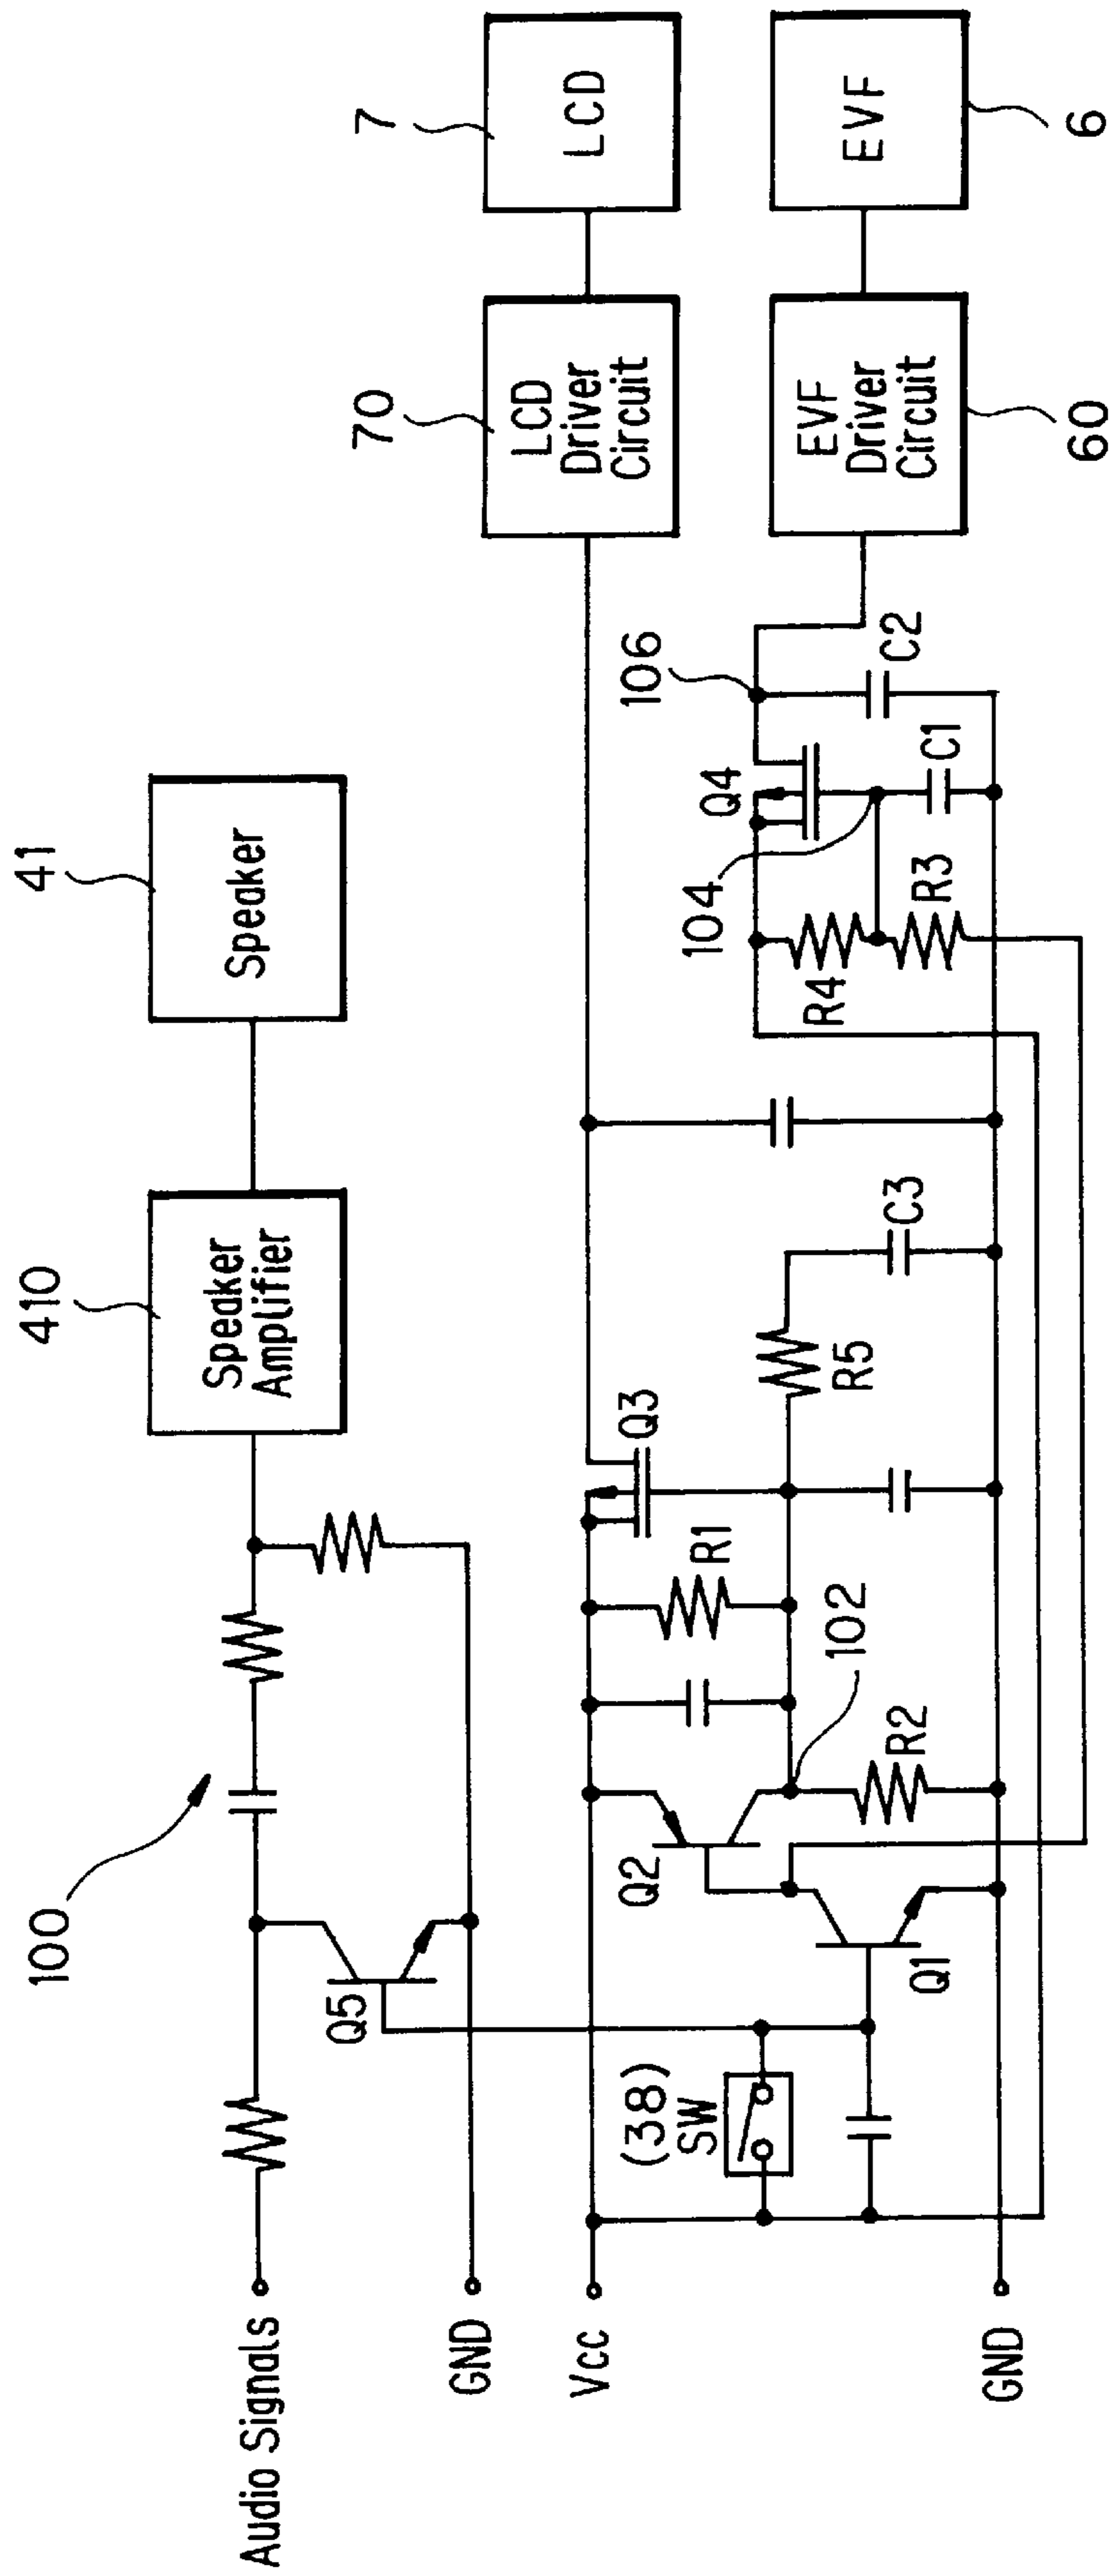 100
410
41
Speaker
Amplifier
Speaker
Audio Signals
Q5
GND
7
70
LCD
Driver
Circuit
LCD
Vcc
(38)
SW
Q2
Q1
R2
102
R1
Q3
R5
C3
104
R4
R3
Q4
C1
106
C2
EVF
Driver
Circuit
EVF
60
6
GND